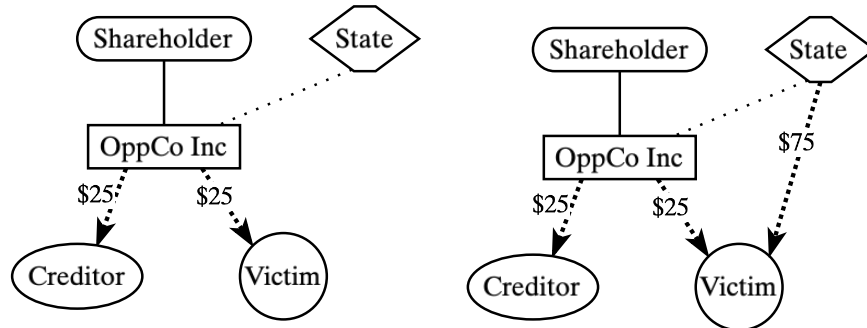 Shareholder
State
OppCo Inc
$25
$25
Creditor
Victim
Shareholder
State
OppCo Inc
$75
$25
$25
Creditor
Victim